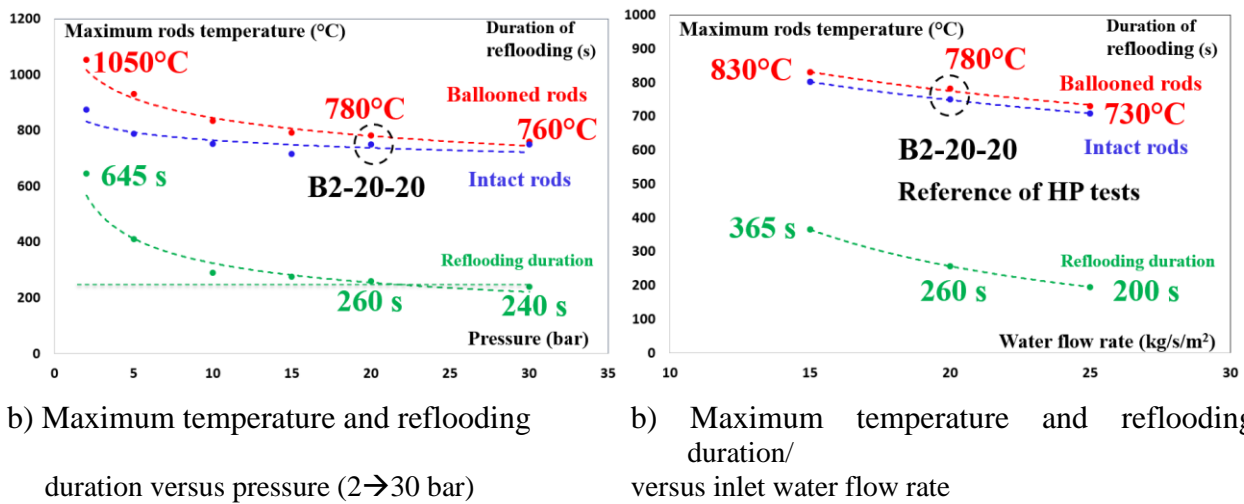 Maximum rods temperature (°C)
Duration of
reflooding (s)
1200
1000
800
600
400
200
0
1050°C
Ballooned rods
780°C
760°C
B2-20-20
Intact rods
645 s
Reflooding duration
260 s
240 s
Pressure (bar)
0 5 10 15 20 25 30 35
Maximum rods temperature (°C)
Duration of
reflooding (s)
1000
900
800
700
600
500
400
300
200
100
0
830°C
780°C
Ballooned rods
730°C
B2-20-20
Intact rods
Reference of HP tests
365 s
Reflooding duration
260 s
200 s
Water flow rate (kg/s/m²)
10 15 20 25 30
b) Maximum temperature and reflooding
duration versus pressure (2→30 bar)
b) Maximum temperature and reflooding
duration/
versus inlet water flow rate